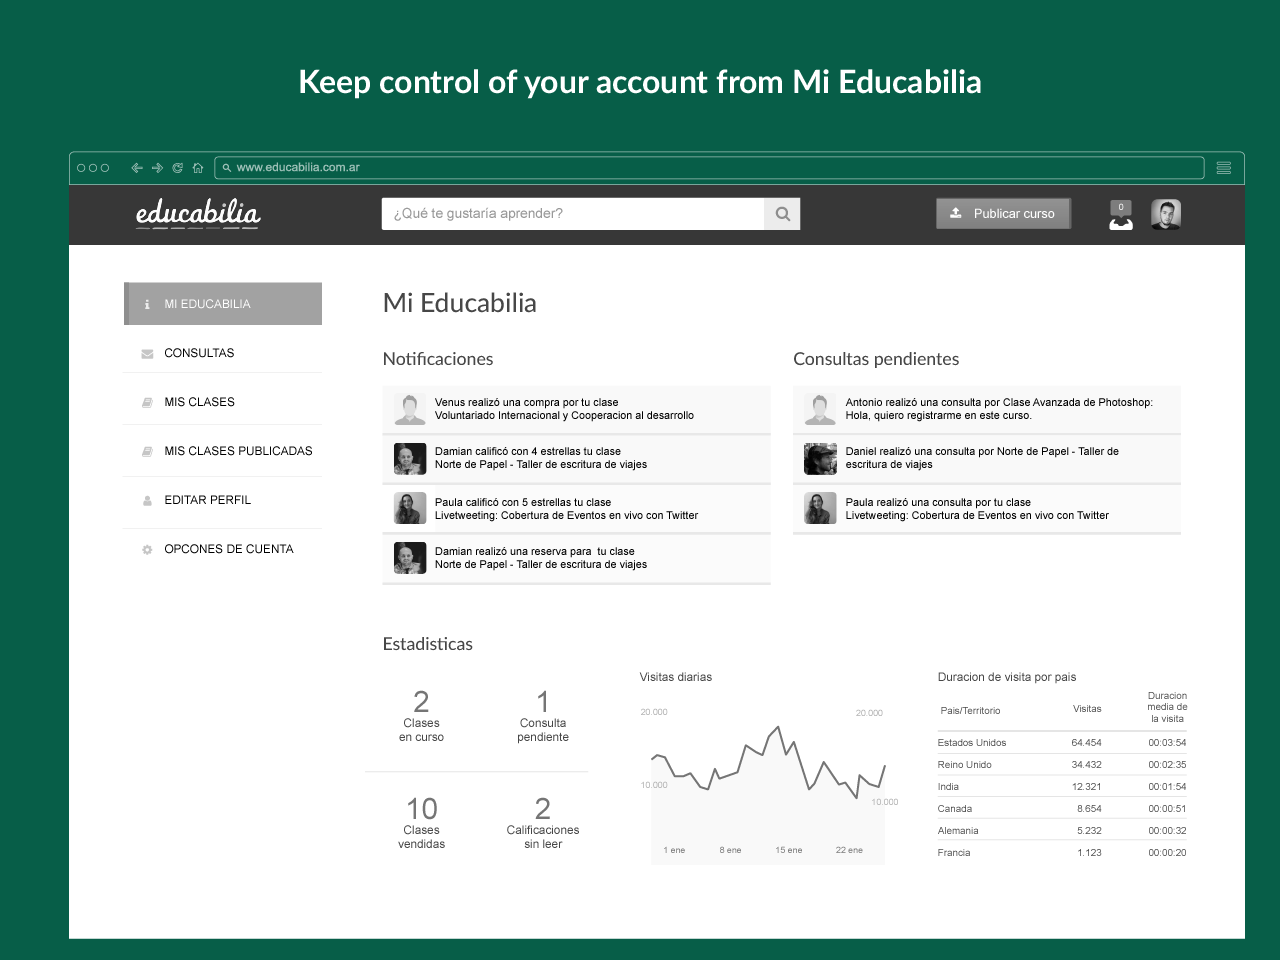 Keep control of your account from Mi Educabilia
www.educabilia.com.ar
educabilia
¿Qué te gustaría aprender?
Publicar curso
0
MI EDUCABILIA
CONSULTAS
MIS CLASES
MIS CLASES PUBLICADAS
EDITAR PERFIL
OPCONES DE CUENTA
Mi Educabilia
Notificaciones
Venus realizó una compra por tu clase
Voluntariado Internacional y Cooperacion al desarrollo
Damian calificó con 4 estrellas tu clase
Norte de Papel - Taller de escritura de viajes
Paula calificó con 5 estrellas tu clase
Livetweeting: Cobertura de Eventos en vivo con Twitter
Damian realizó una reserva para tu clase
Norte de Papel - Taller de escritura de viajes
Consultas pendientes
Antonio realizó una consulta por Clase Avanzada de Photoshop:
Hola, quiero registrarme en este curso.
Daniel realizó una consulta por Norte de Papel - Taller de
escritura de viajes
Paula realizó una consulta por tu clase
Livetweeting: Cobertura de Eventos en vivo con Twitter
Estadisticas
2
Clases
en curso
1
Consulta
pendiente
10
Clases
vendidas
2
Calificaciones
sin leer
Visitas diarias
20.000
20.000
10.000
10.000
1 ene
8 ene
15 ene
22 ene
Duracion de visita por pais
Pais/Territorio
Visitas
Duracion
media de
la visita
Estados Unidos 64.454 00:03:54
Reino Unido 34.432 00:02:35
India 12.321 00:01:54
Canada 8.654 00:00:51
Alemania 5.232 00:00:32
Francia 1.123 00:00:20